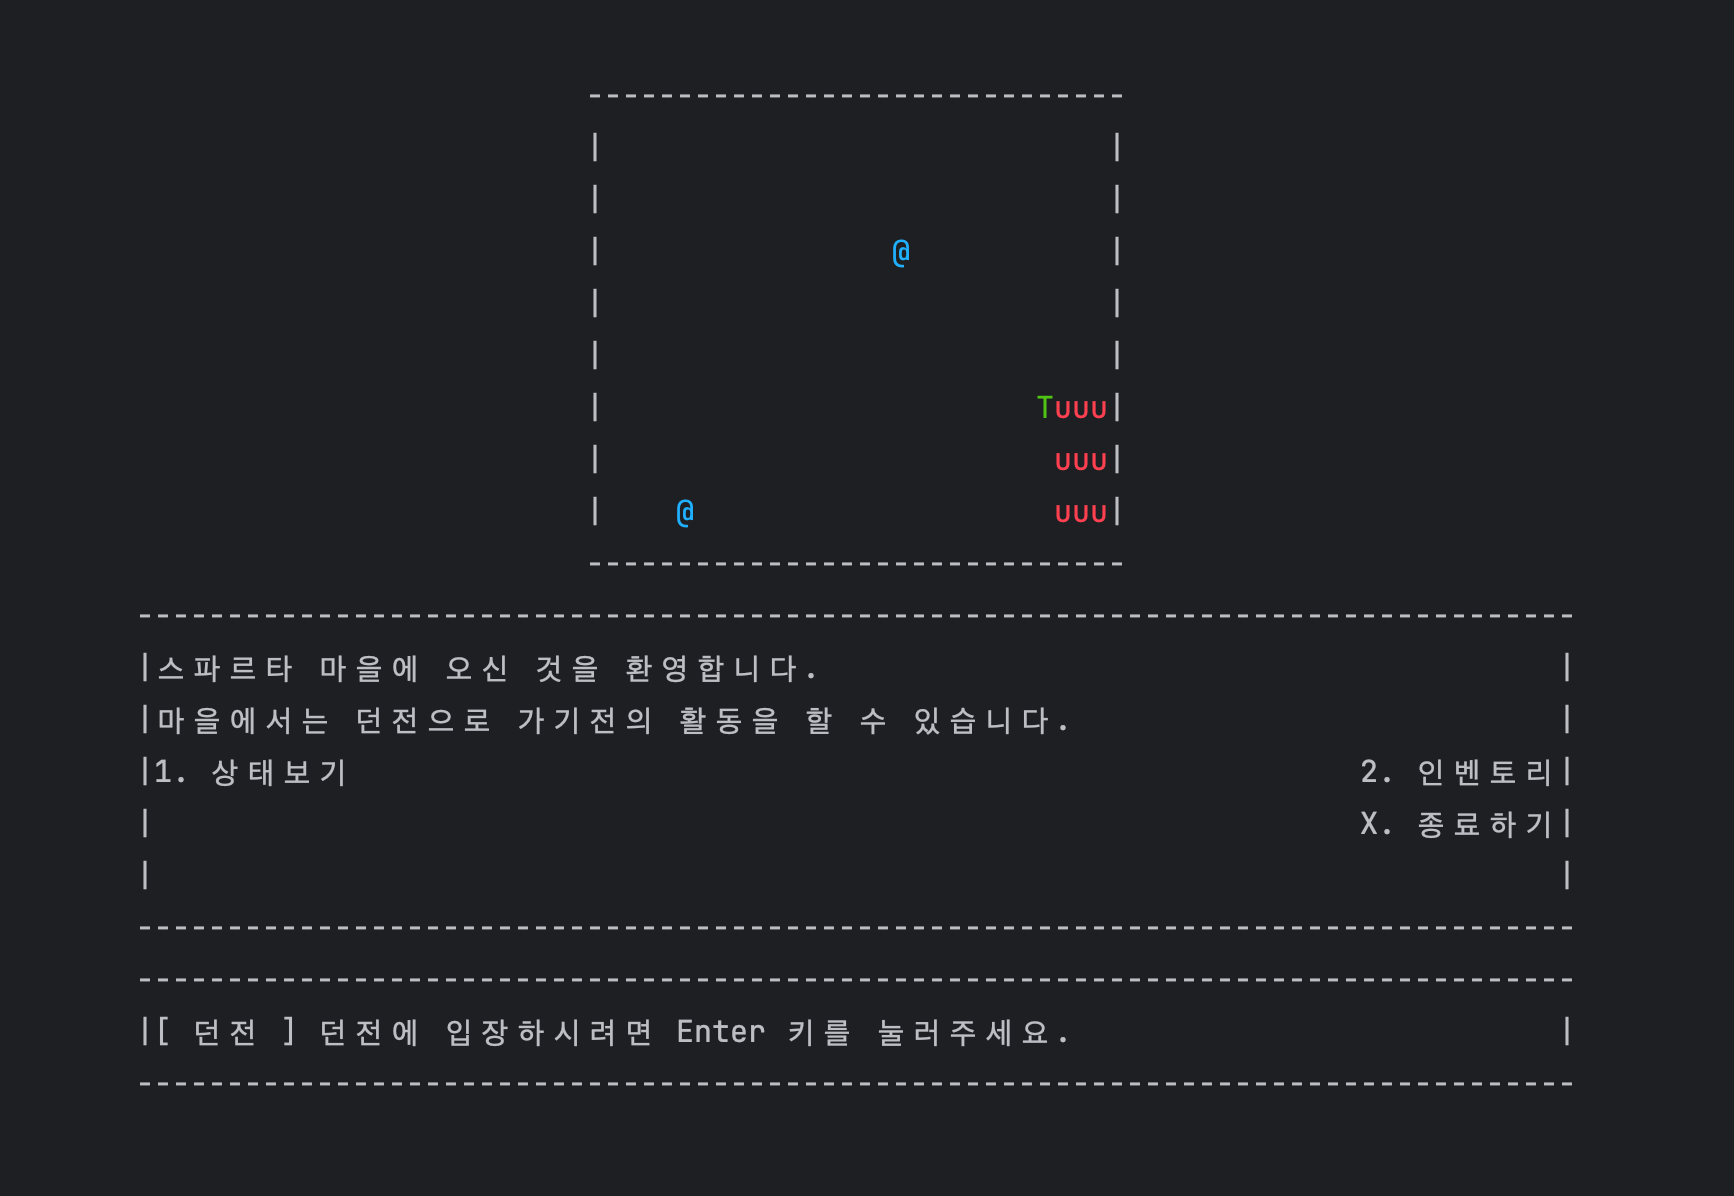 ------------------------------
|                            |
|                            |
|                @           |
|                            |
|                            |
|                        Tuuu|
|                         uuu|
|    @                    uuu|
------------------------------
--------------------------------------------------------------------------------
|스파르타 마을에 오신 것을 환영합니다. |
|마을에서는 던전으로 가기전의 활동을 할 수 있습니다. |
|1. 상태보기 2. 인벤토리|
| X. 종료하기|
| |
--------------------------------------------------------------------------------
--------------------------------------------------------------------------------
|[ 던전 ] 던전에 입장하시려면 Enter 키를 눌러주세요. |
--------------------------------------------------------------------------------